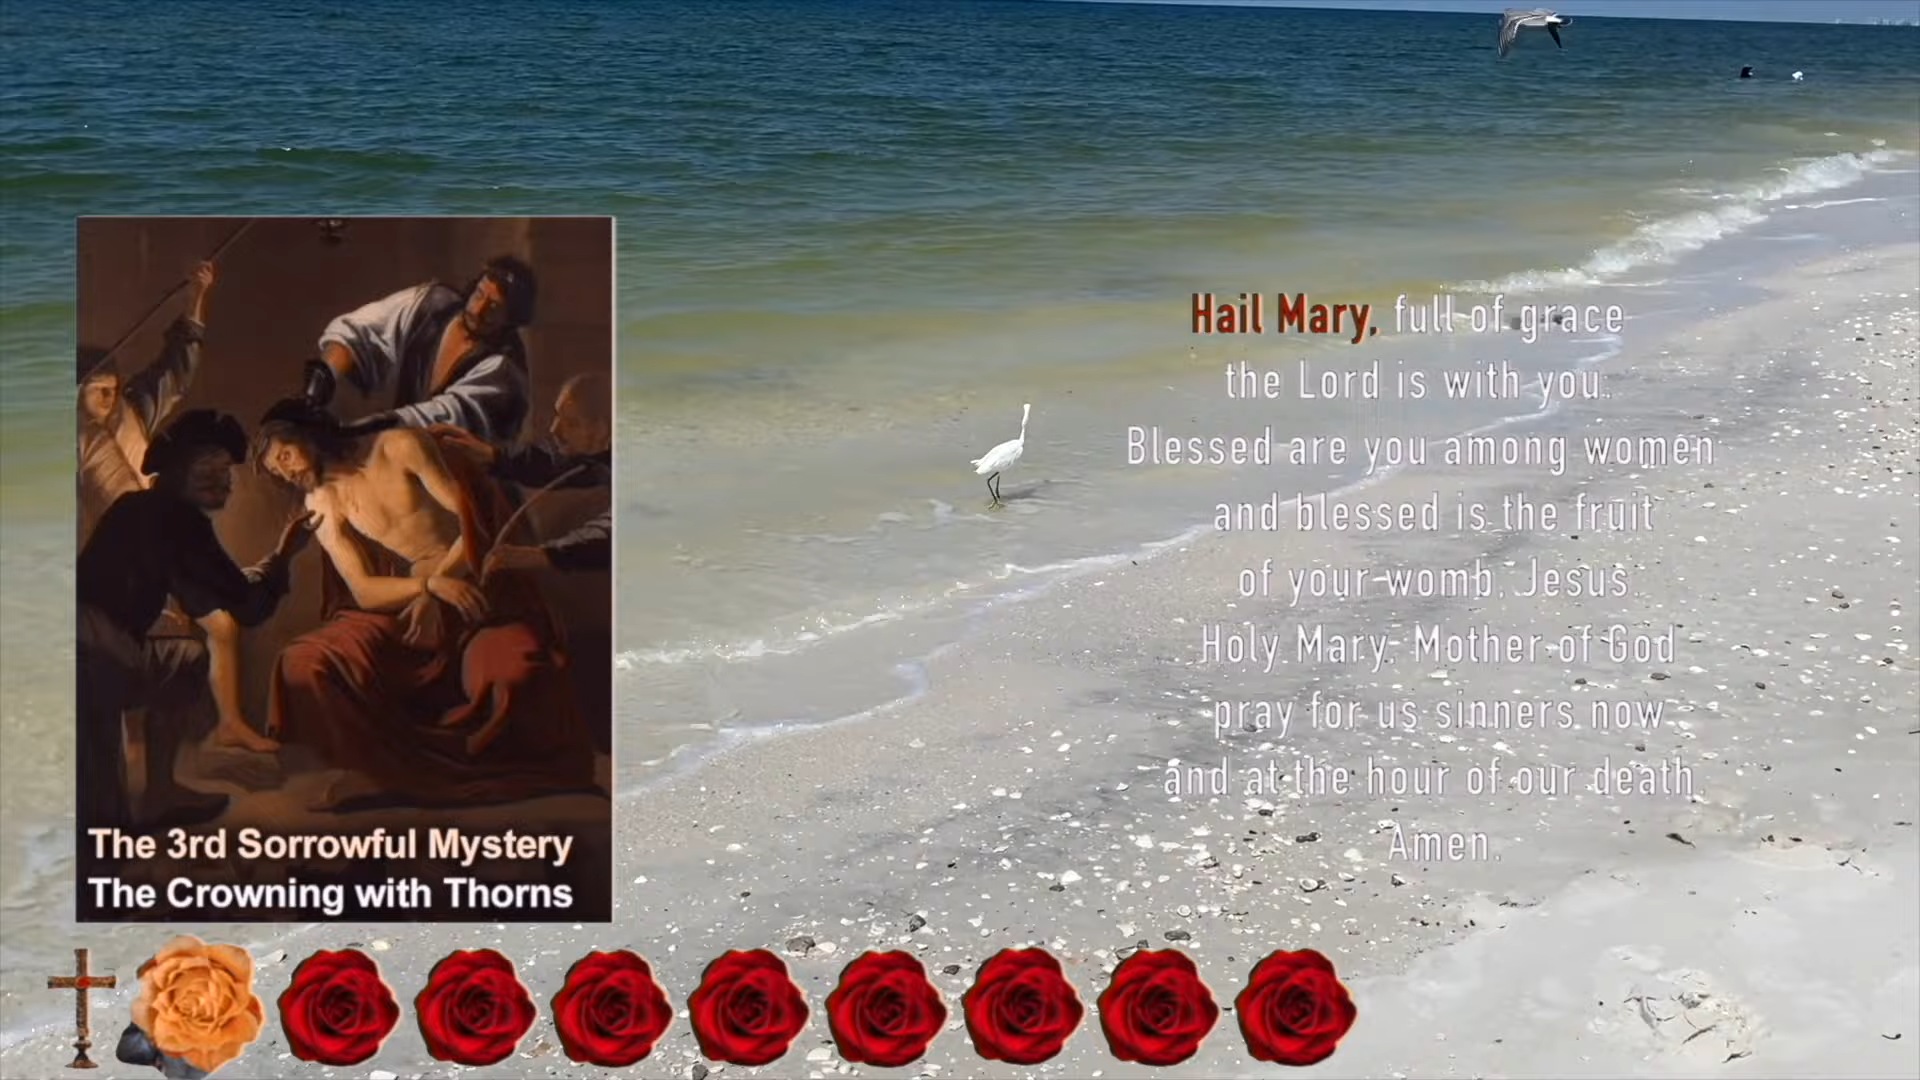 Hail Mary, full of grace
the Lord is with you.
Blessed are you among women
and blessed is the fruit
of your womb, Jesus.
Holy Mary, Mother of God
pray for us sinners now
and at the hour of our death.
Amen.
The 3rd Sorrowful Mystery
The Crowning with Thorns